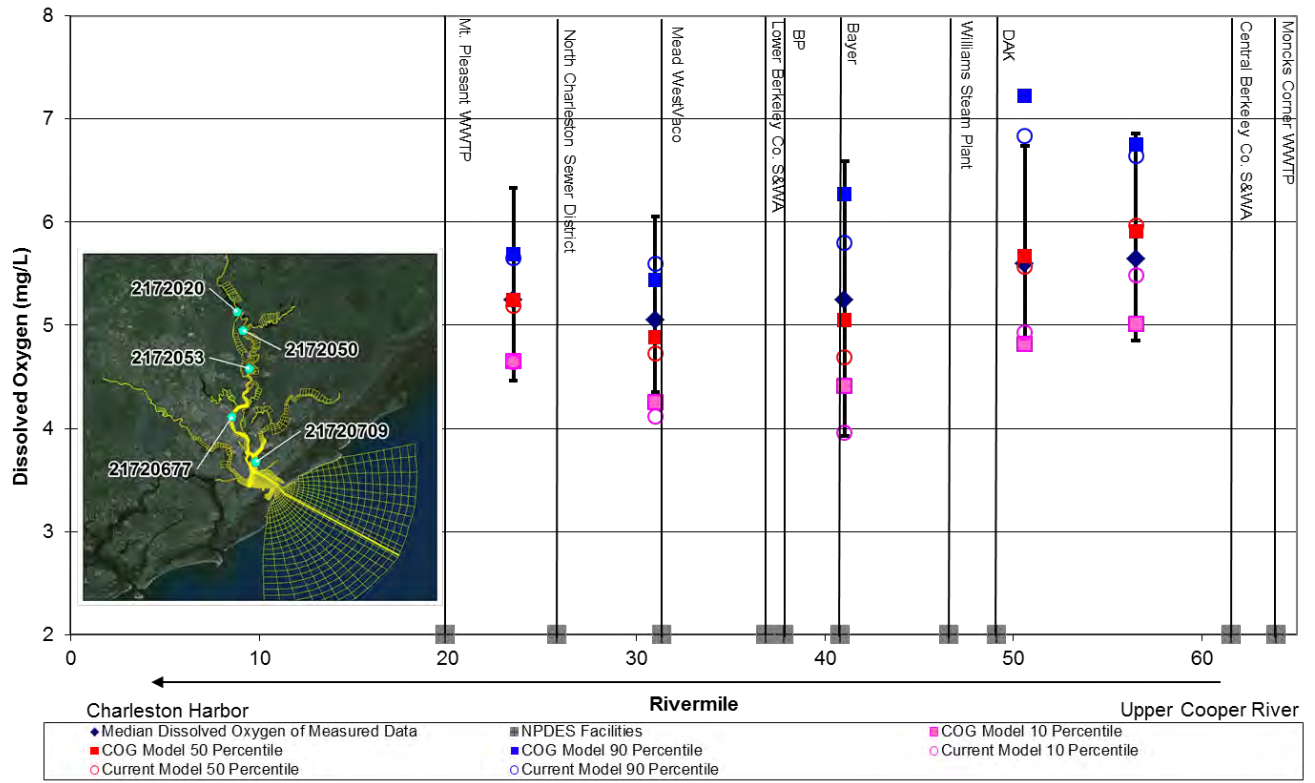 8
7
6
5
4
3
2
Dissolved Oxygen (mg/L)
Mt. Pleasant WWTP
North Charleston
Sewer District
Mead WestVaco
Lower Berkeley Co. S&WA
BP
Bayer
Williams Steam Plant
DAK
Central Berkeey Co. S&WA
Moncks Corner WWTP
2172020
2172050
2172053
21720709
21720677
0 10 20 30 40 50 60
Rivermile
Charleston Harbor
Upper Cooper River
Median Dissolved Oxygen of Measured Data NPDES Facilities COG Model 10 Percentile
COG Model 50 Percentile COG Model 90 Percentile Current Model 10 Percentile
Current Model 50 Percentile Current Model 90 Percentile